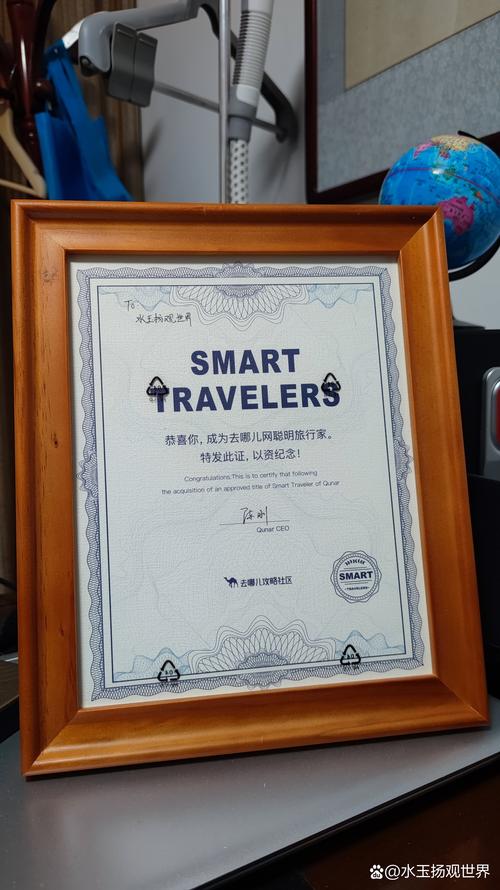 To
水玉扬观世界
SMART
TRAVELERS
恭喜你，成为去哪儿网聪明旅行家。
特发此证，以资纪念！
Congratulations:This is to certify that following
the acquisition of an approved title of Smart Traveler of Qunar
陈刚
Qunar CEO
去哪儿攻略社区
SMART
@水玉扬观世界